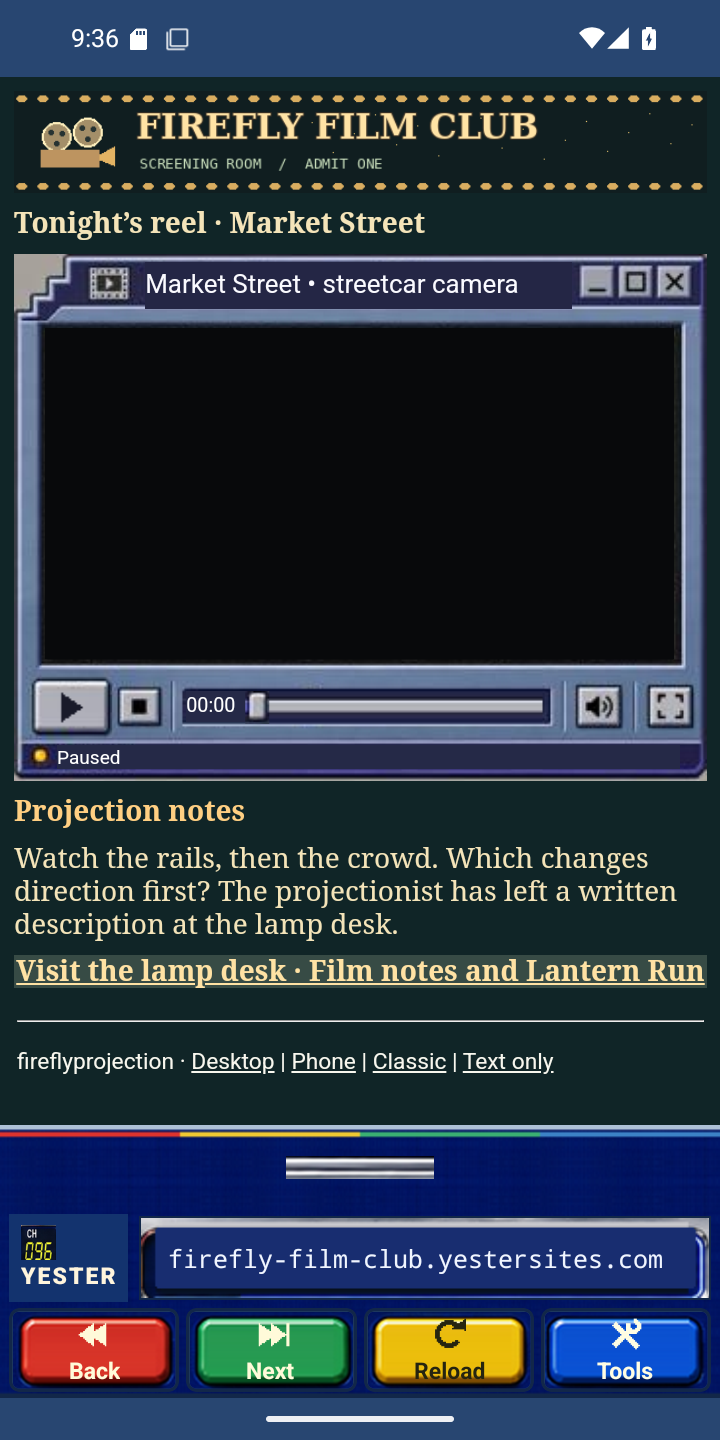 9:36
FIREFLY FILM CLUB
SCREENING ROOM / ADMIT ONE
Tonight’s reel · Market Street
Market Street • streetcar camera
00:00
Paused
Projection notes
Watch the rails, then the crowd. Which changes
direction first? The projectionist has left a written
description at the lamp desk.
Visit the lamp desk · Film notes and Lantern Run
fireflyprojection · Desktop | Phone | Classic | Text only
CH
096
YESTER
firefly-film-club.yestersites.com
Back
Next
Reload
Tools